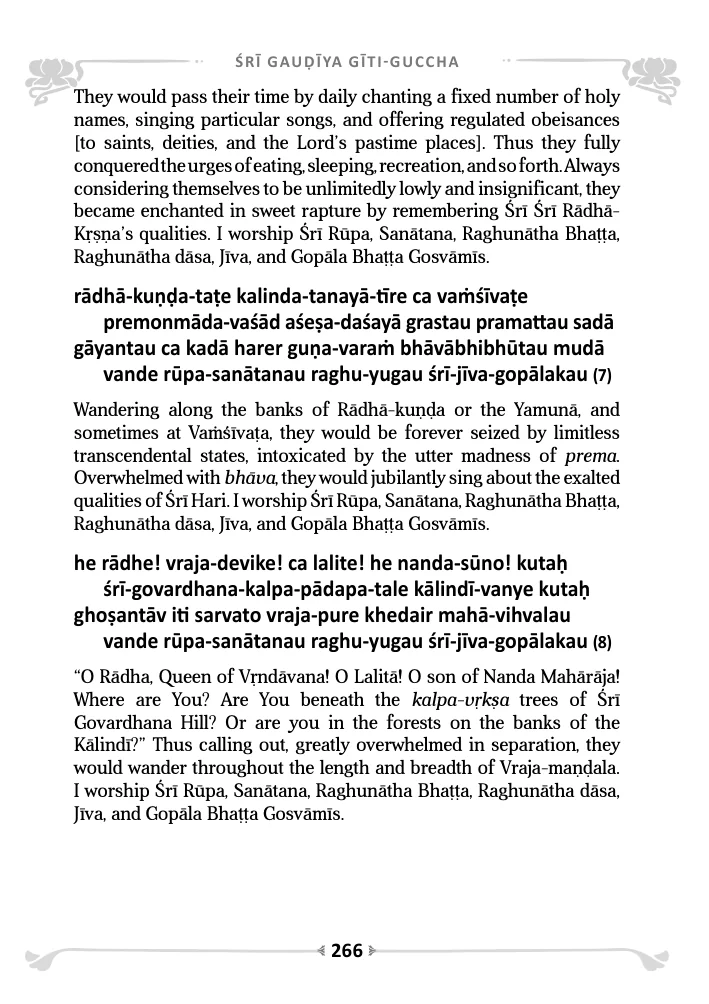 ŚRĪ GAUḌĪYA GĪTI-GUCCHA
They would pass their time by daily chanting a fixed number of holy
names, singing particular songs, and offering regulated obeisances
[to saints, deities, and the Lord’s pastime places]. Thus they fully
conquered the urges of eating, sleeping, recreation, and so forth. Always
considering themselves to be unlimitedly lowly and insignificant, they
became enchanted in sweet rapture by remembering Śrī Śrī Rādhā-
Kṛṣṇa’s qualities. I worship Śrī Rūpa, Sanātana, Raghunātha Bhaṭṭa,
Raghunātha dāsa, Jīva, and Gopāla Bhaṭṭa Gosvāmīs.
rādhā-kuṇḍa-taṭe kalinda-tanayā-tīre ca vaṁśīvaṭe
premonmāda-vaśād aśeṣa-daśayā grastau pramattau sadā
gāyantau ca kadā harer guṇa-varaṁ bhāvābhibhūtau mudā
vande rūpa-sanātanau raghu-yugau śrī-jīva-gopālakau (7)
Wandering along the banks of Rādhā-kuṇḍa or the Yamunā, and
sometimes at Vaṁśīvaṭa, they would be forever seized by limitless
transcendental states, intoxicated by the utter madness of prema.
Overwhelmed with bhāva, they would jubilantly sing about the exalted
qualities of Śrī Hari. I worship Śrī Rūpa, Sanātana, Raghunātha Bhaṭṭa,
Raghunātha dāsa, Jīva, and Gopāla Bhaṭṭa Gosvāmīs.
he rādhe! vraja-devike! ca lalite! he nanda-sūno! kutaḥ
śrī-govardhana-kalpa-pādapa-tale kālindī-vanye kutaḥ
ghoṣantāv iti sarvato vraja-pure khedair mahā-vihvalau
vande rūpa-sanātanau raghu-yugau śrī-jīva-gopālakau (8)
“O Rādha, Queen of Vṛndāvana! O Lalitā! O son of Nanda Mahārāja!
Where are You? Are You beneath the kalpa-vṛkṣa trees of Śrī
Govardhana Hill? Or are you in the forests on the banks of the
Kālindī?” Thus calling out, greatly overwhelmed in separation, they
would wander throughout the length and breadth of Vraja-maṇḍala.
I worship Śrī Rūpa, Sanātana, Raghunātha Bhaṭṭa, Raghunātha dāsa,
Jīva, and Gopāla Bhaṭṭa Gosvāmīs.
266